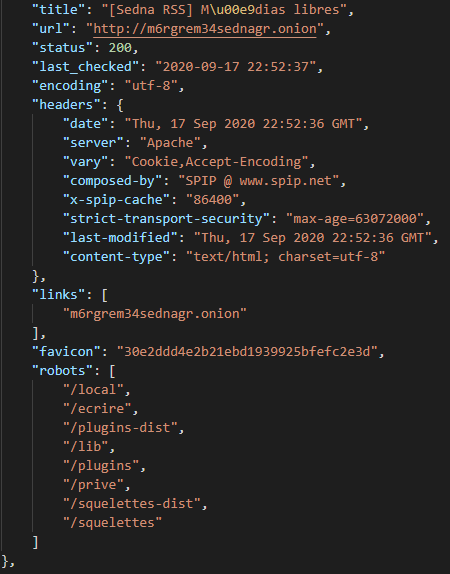 "title": "[Sedna RSS] M\u00e9dias libres",
"url": "http://m6rgrem34sednagr.onion",
"status": 200,
"last_checked": "2020-09-17 22:52:37",
"encoding": "utf-8",
"headers": {
"date": "Thu, 17 Sep 2020 22:52:36 GMT",
"server": "Apache",
"vary": "Cookie,Accept-Encoding",
"composed-by": "SPIP @ www.spip.net",
"x-spip-cache": "86400",
"strict-transport-security": "max-age=63072000",
"last-modified": "Thu, 17 Sep 2020 22:52:36 GMT",
"content-type": "text/html; charset=utf-8"
},
"links": [
"m6rgrem34sednagr.onion"
],
"favicon": "30e2ddd4e2b21ebd1939925bfefc2e3d",
"robots": [
"/local",
"/ecrire",
"/plugins-dist",
"/lib",
"/plugins",
"/prive",
"/squelettes-dist",
"/squelettes"
]
},